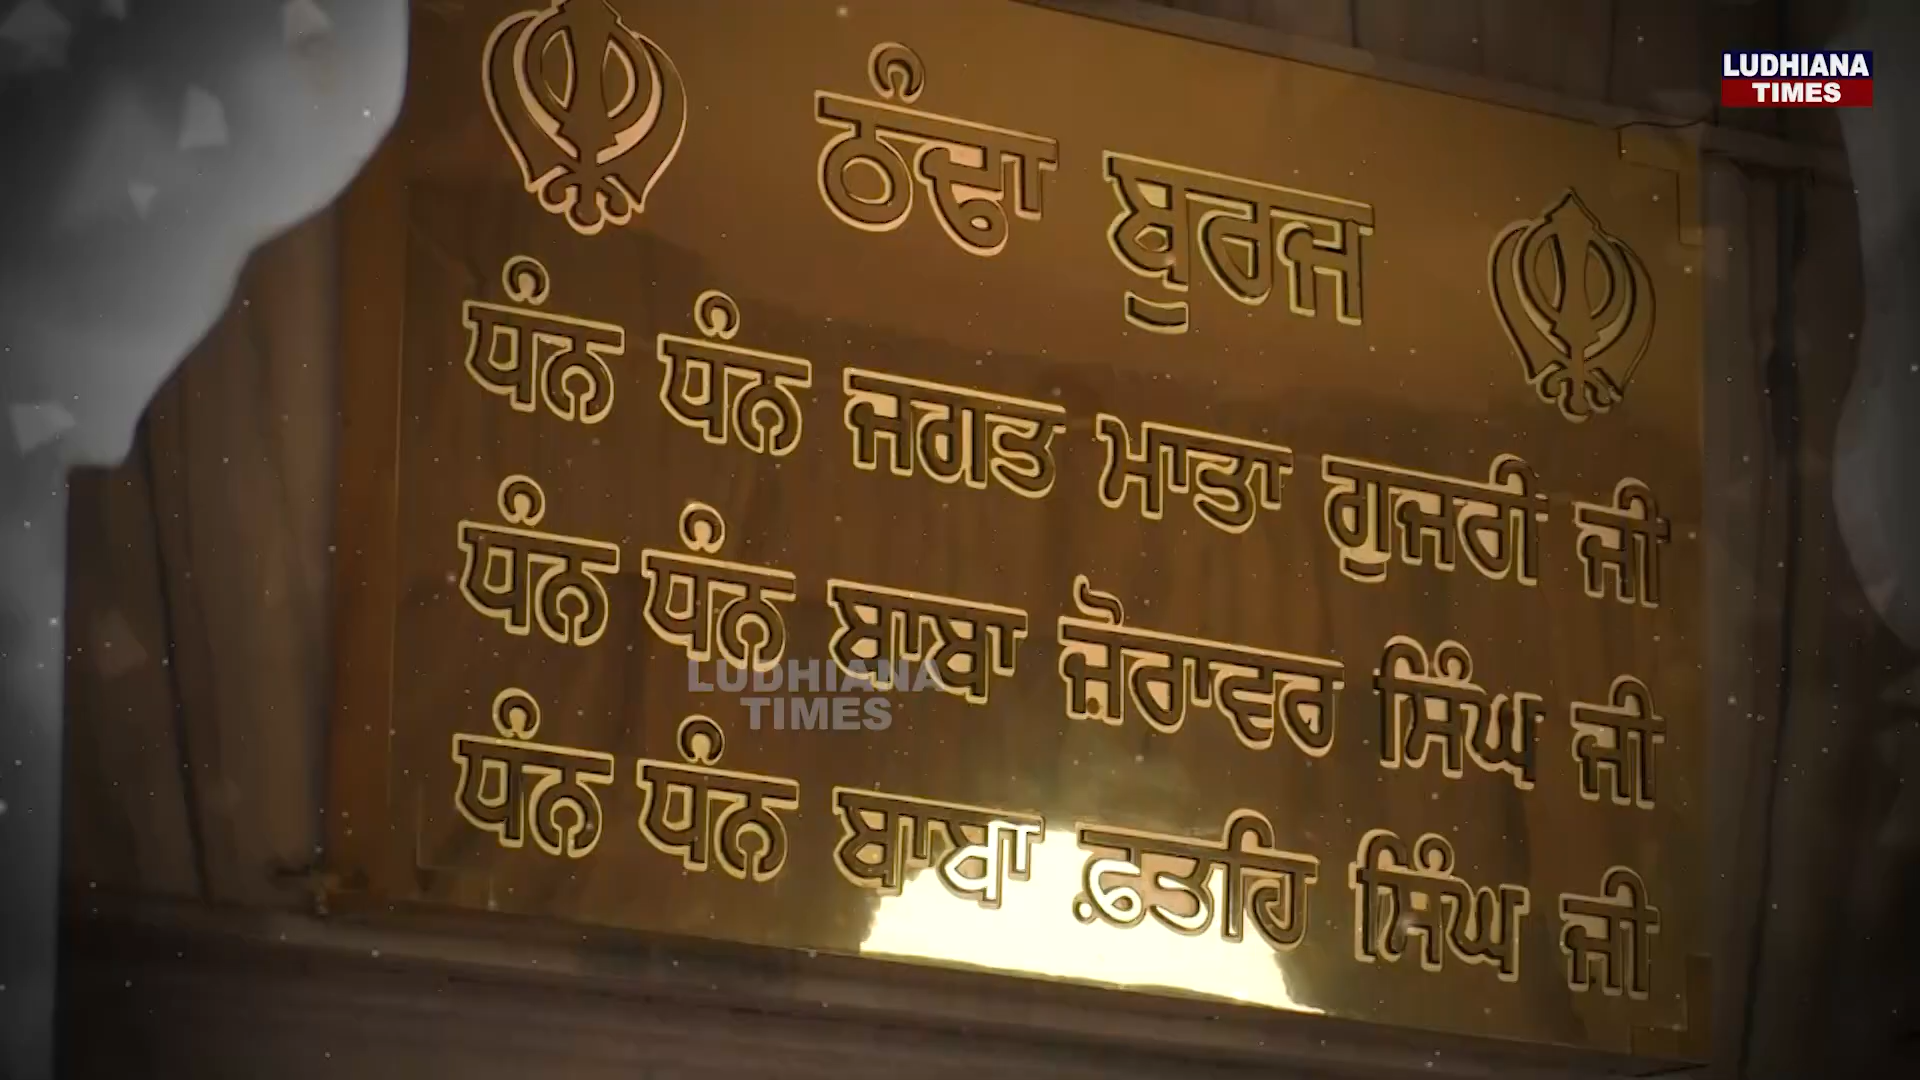 LUDHIANA
TIMES
ਠੰਢਾ ਬੁਰਜ
ਧੰਨ ਧੰਨ ਜਗਤ ਮਾਤਾ ਗੁਜਰੀ ਜੀ
ਧੰਨ ਧੰਨ ਬਾਬਾ ਜ਼ੋਰਾਵਰ ਸਿੰਘ ਜੀ
ਧੰਨ ਧੰਨ ਬਾਬਾ ਫ਼ਤਹਿ ਸਿੰਘ ਜੀ
LUDHIANA
TIMES